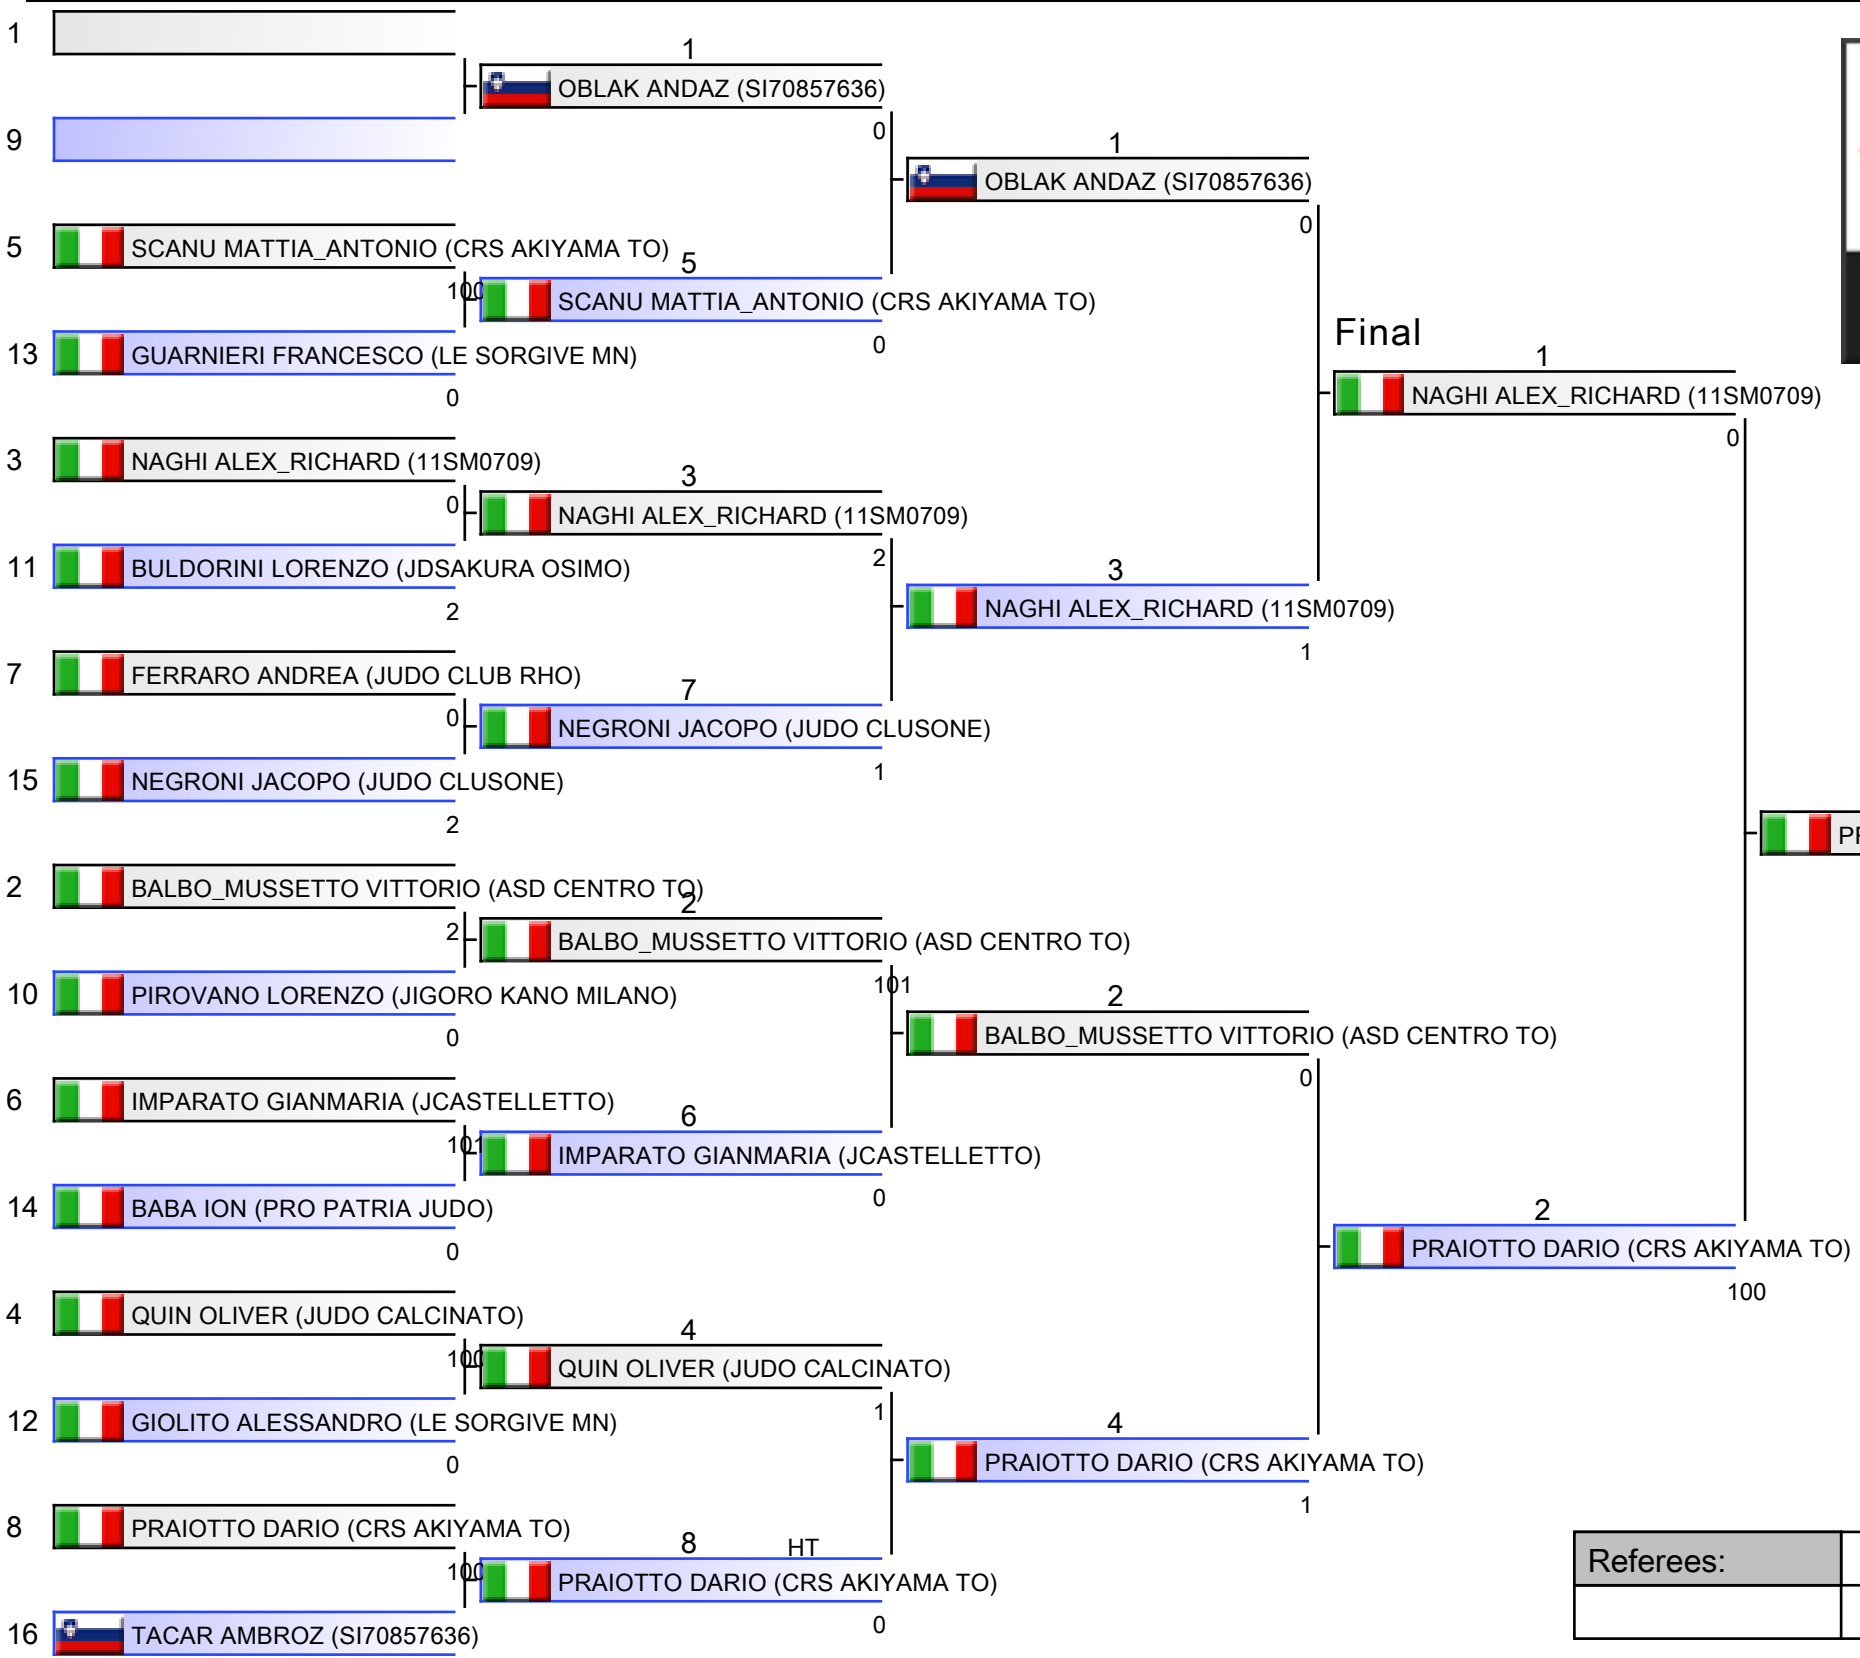 1
1
OBLAK ANDAZ (SI70857636)
0
9
1
OBLAK ANDAZ (SI70857636)
0
5
SCANU MATTIA_ANTONIO (CRS AKIYAMA TO)
5
100
SCANU MATTIA_ANTONIO (CRS AKIYAMA TO)
0
13
GUARNIERI FRANCESCO (LE SORGIVE MN)
0
Final
1
NAGHI ALEX_RICHARD (11SM0709)
0
3
NAGHI ALEX_RICHARD (11SM0709)
0
3
NAGHI ALEX_RICHARD (11SM0709)
2
11
BULDORINI LORENZO (JDSAKURA OSIMO)
2
3
NAGHI ALEX_RICHARD (11SM0709)
1
7
FERRARO ANDREA (JUDO CLUB RHO)
0
7
NEGRONI JACOPO (JUDO CLUSONE)
1
15
NEGRONI JACOPO (JUDO CLUSONE)
2
2
BALBO_MUSSETTO VITTORIO (ASD CENTRO TO)
2
2
BALBO_MUSSETTO VITTORIO (ASD CENTRO TO)
101
10
PIROVANO LORENZO (JIGORO KANO MILANO)
0
2
BALBO_MUSSETTO VITTORIO (ASD CENTRO TO)
0
6
IMPARATO GIANMARIA (JCASTELLETTO)
101
6
IMPARATO GIANMARIA (JCASTELLETTO)
0
14
BABA ION (PRO PATRIA JUDO)
0
2
PRAIOTTO DARIO (CRS AKIYAMA TO)
100
4
QUIN OLIVER (JUDO CALCINATO)
100
4
QUIN OLIVER (JUDO CALCINATO)
1
12
GIOLITO ALESSANDRO (LE SORGIVE MN)
0
4
PRAIOTTO DARIO (CRS AKIYAMA TO)
1
8
PRAIOTTO DARIO (CRS AKIYAMA TO)
100
8 HT
PRAIOTTO DARIO (CRS AKIYAMA TO)
0
16
TACAR AMBROZ (SI70857636)
Referees: